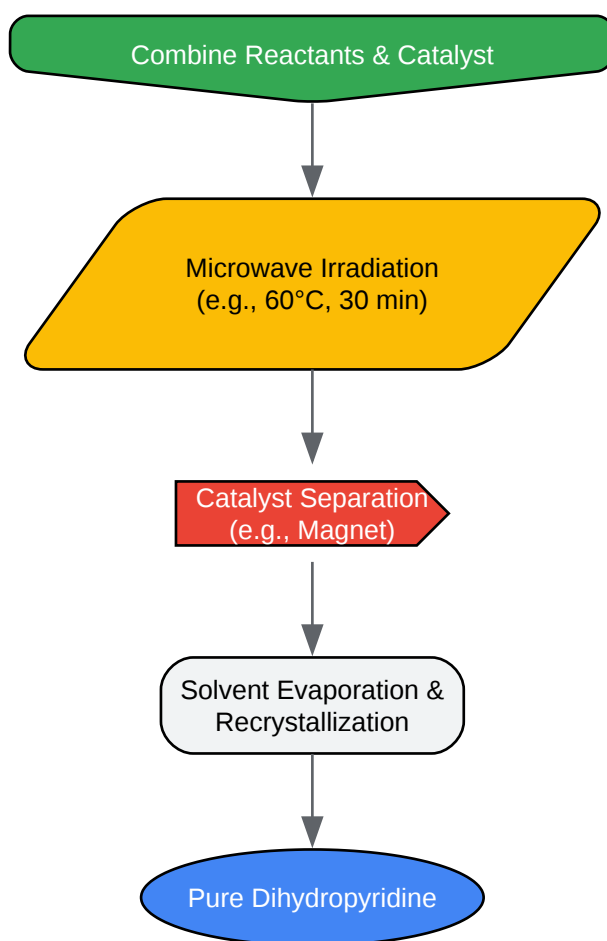 Combine Reactants & Catalyst
Microwave Irradiation
(e.g., 60°C, 30 min)
Catalyst Separation
(e.g., Magnet)
Solvent Evaporation &
Recrystallization
Pure Dihydropyridine